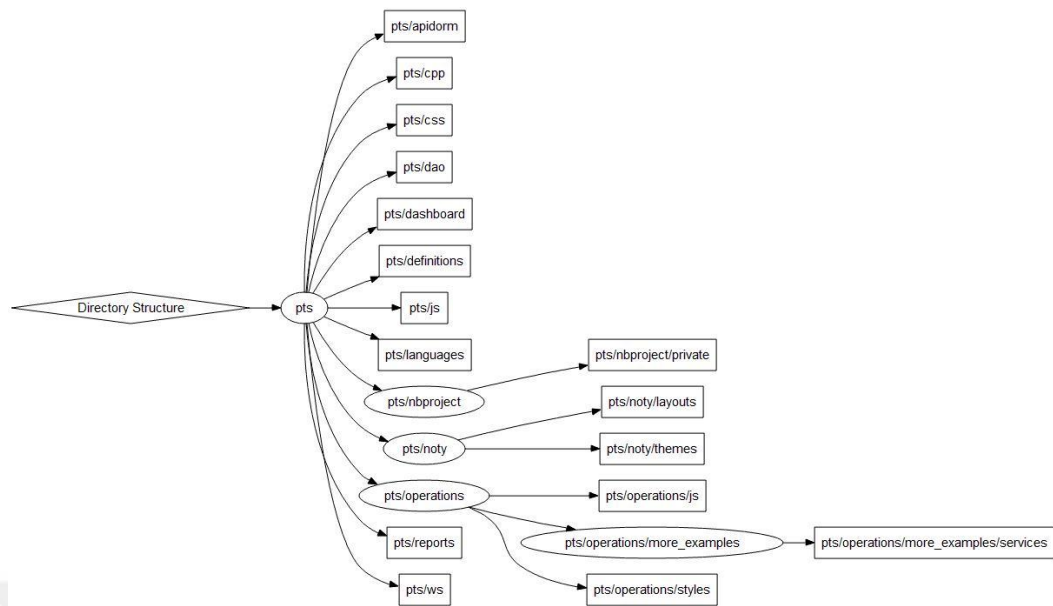 pts/apidorm
pts/cpp
pts/css
pts/dao
pts/dashboard
pts/definitions
Directory Structure
pts
pts/js
pts/languages
pts/nbproject/private
pts/nbproject
pts/noty/layouts
pts/noty
pts/noty/themes
pts/operations
pts/operations/js
pts/reports
pts/operations/more_examples
pts/operations/more_examples/services
pts/ws
pts/operations/styles